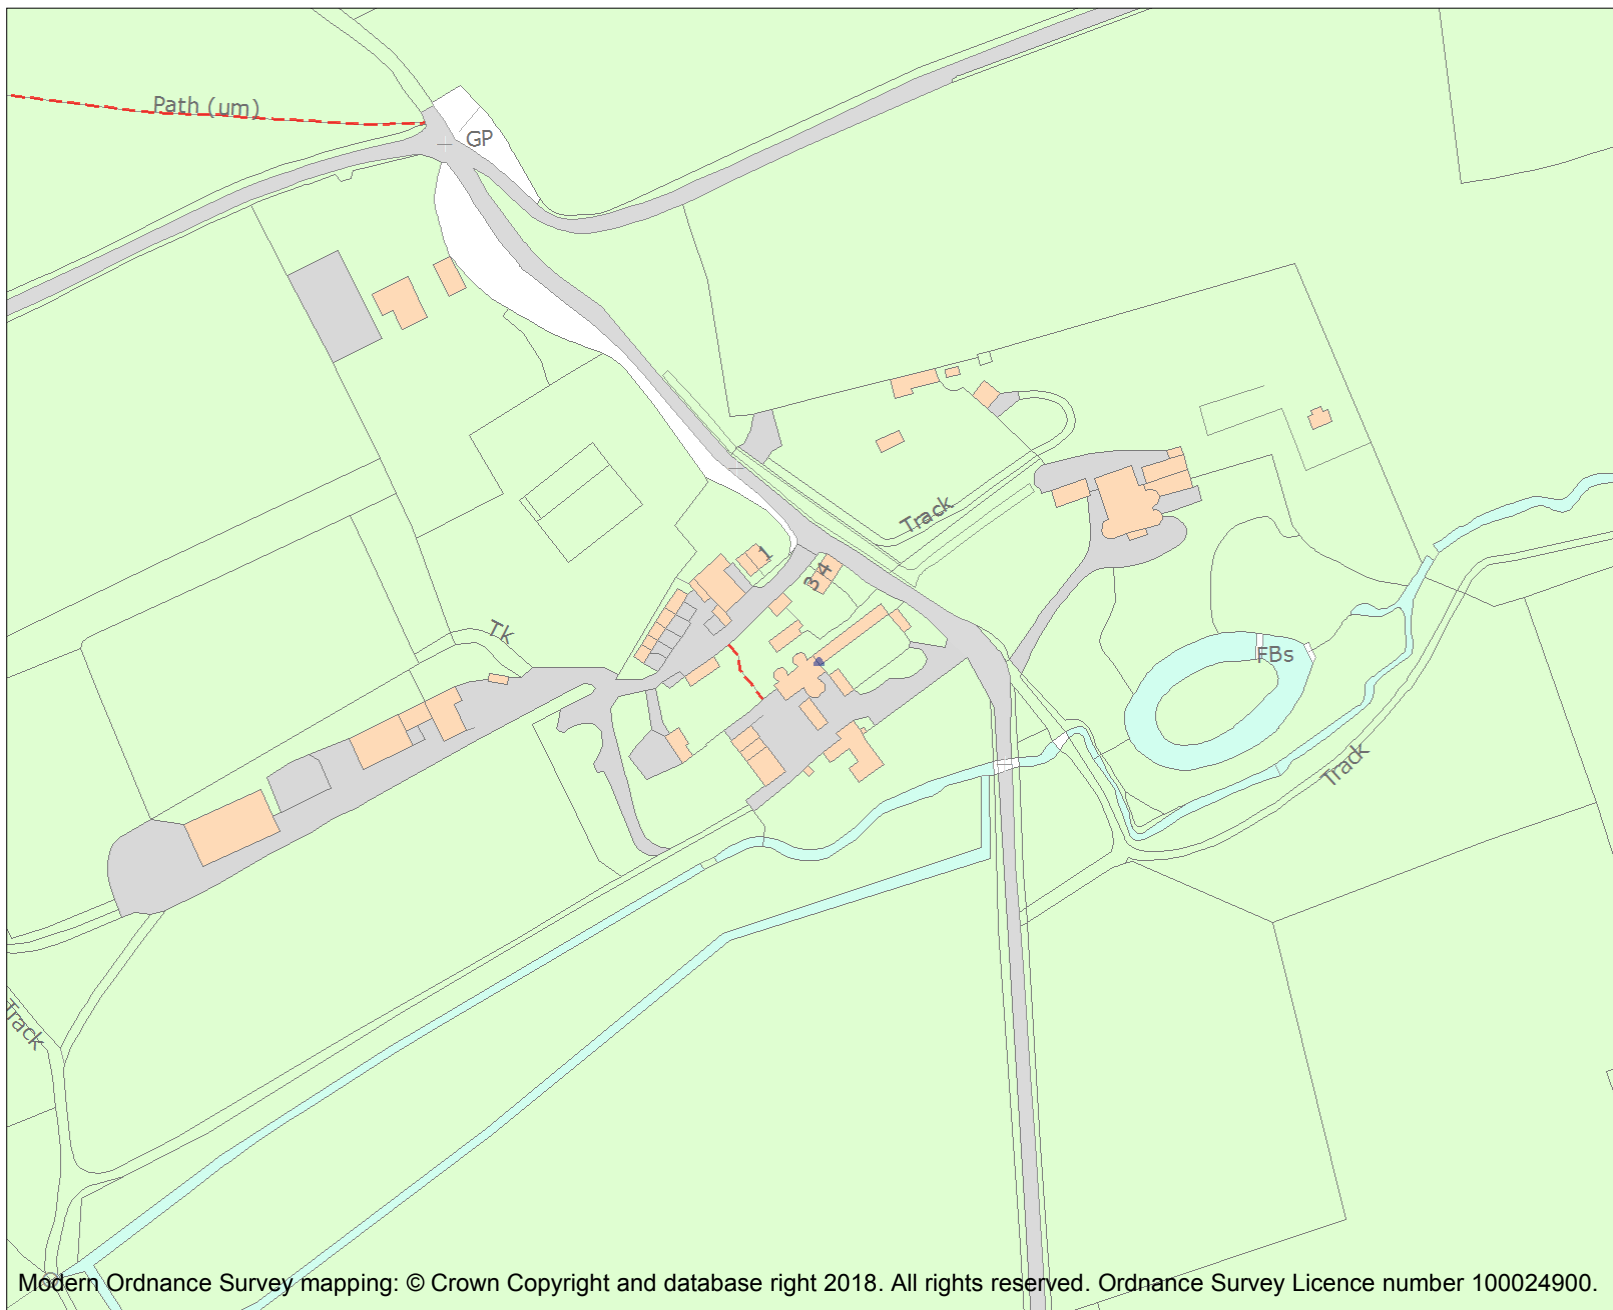 Path (um)
GP
Track
1
3 4
Tk
FBs
Track
Track
Modern Ordnance Survey mapping: © Crown Copyright and database right 2018. All rights reserved. Ordnance Survey Licence number 100024900.